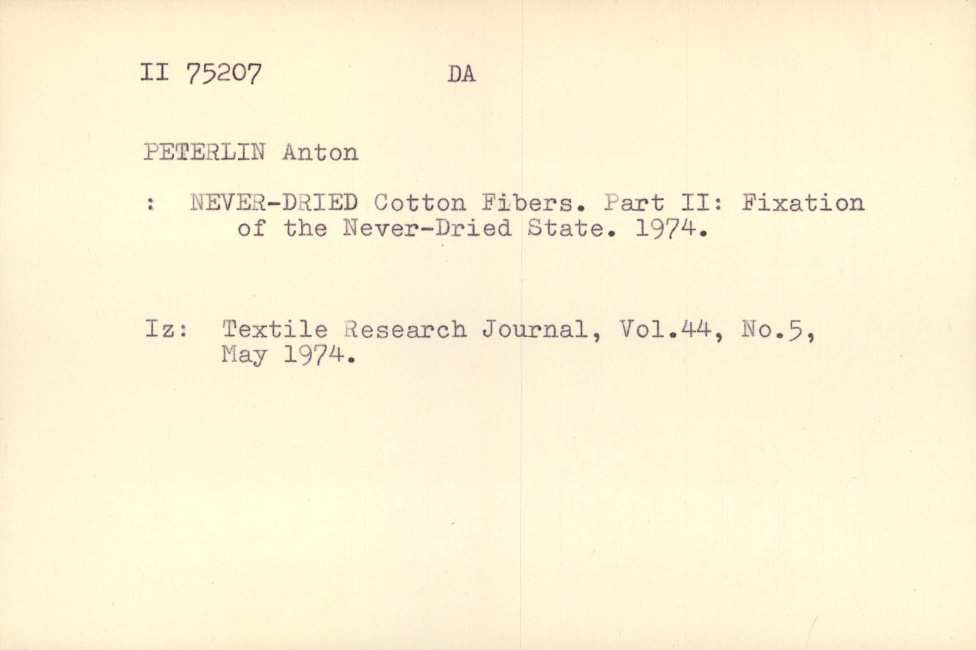 II 75207 DA
PETERLIN Anton
: NEVER-DRIED Cotton Fibers. Part II: Fixation
of the Never-Dried State. 1974.
Iz: Textile Research Journal, Vol.44, No.5,
May 1974.